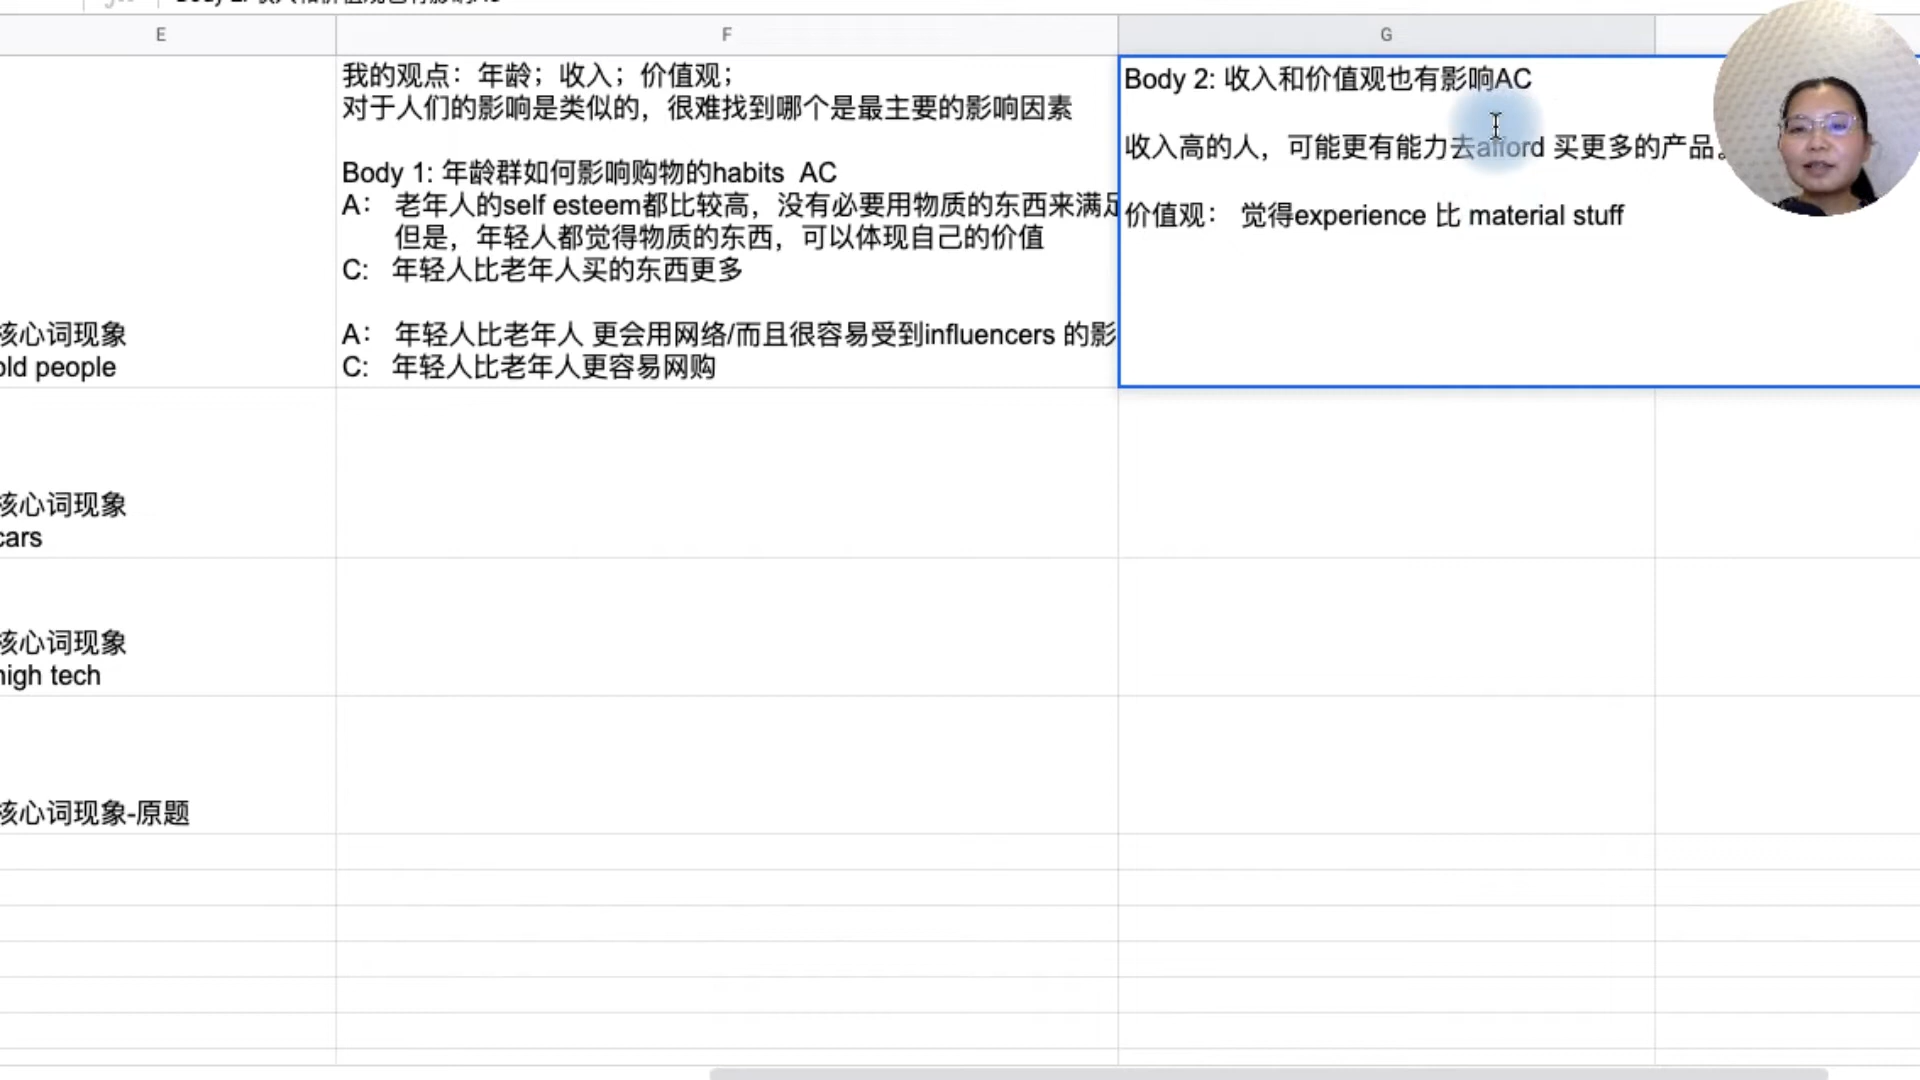 E
F
G
我的观点：年龄；收入；价值观；
对于人们的影响是类似的，很难找到哪个是最主要的影响因素
Body 1: 年龄群如何影响购物的habits  AC
A： 老年人的self esteem都比较高，没有必要用物质的东西来满足
但是，年轻人都觉得物质的东西，可以体现自己的价值
C: 年轻人比老年人买的东西更多
A： 年轻人比老年人 更会用网络/而且很容易受到influencers 的影
C: 年轻人比老年人更容易网购
Body 2: 收入和价值观也有影响AC
收入高的人，可能更有能力去afford 买更多的产品。
价值观： 觉得experience 比 material stuff
核心词现象
old people
核心词现象
cars
核心词现象
high tech
核心词现象-原题